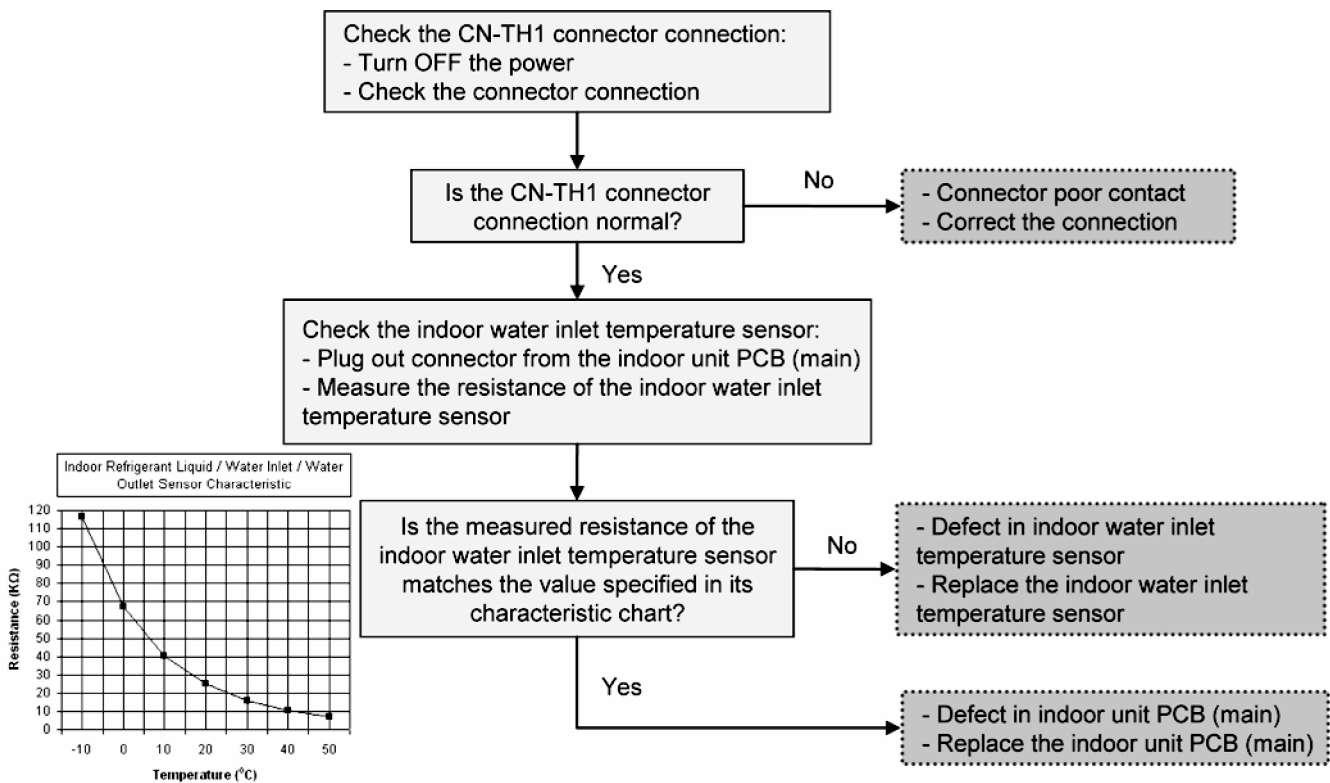 Check the CN-TH1 connector connection:
- Turn OFF the power
- Check the connector connection
Is the CN-TH1 connector
connection normal?
No
- Connector poor contact
- Correct the connection
Yes
Check the indoor water inlet temperature sensor:
- Plug out connector from the indoor unit PCB (main)
- Measure the resistance of the indoor water inlet
temperature sensor
Indoor Refrigerant Liquid / Water Inlet / Water
Outlet Sensor Characteristic
Resistance (KΩ)
120
110
100
90
80
70
60
50
40
30
20
10
0
-10 0 10 20 30 40 50
Temperature (⁰C)
Is the measured resistance of the
indoor water inlet temperature sensor
matches the value specified in its
characteristic chart?
No
- Defect in indoor water inlet
temperature sensor
- Replace the indoor water inlet
temperature sensor
Yes
- Defect in indoor unit PCB (main)
- Replace the indoor unit PCB (main)